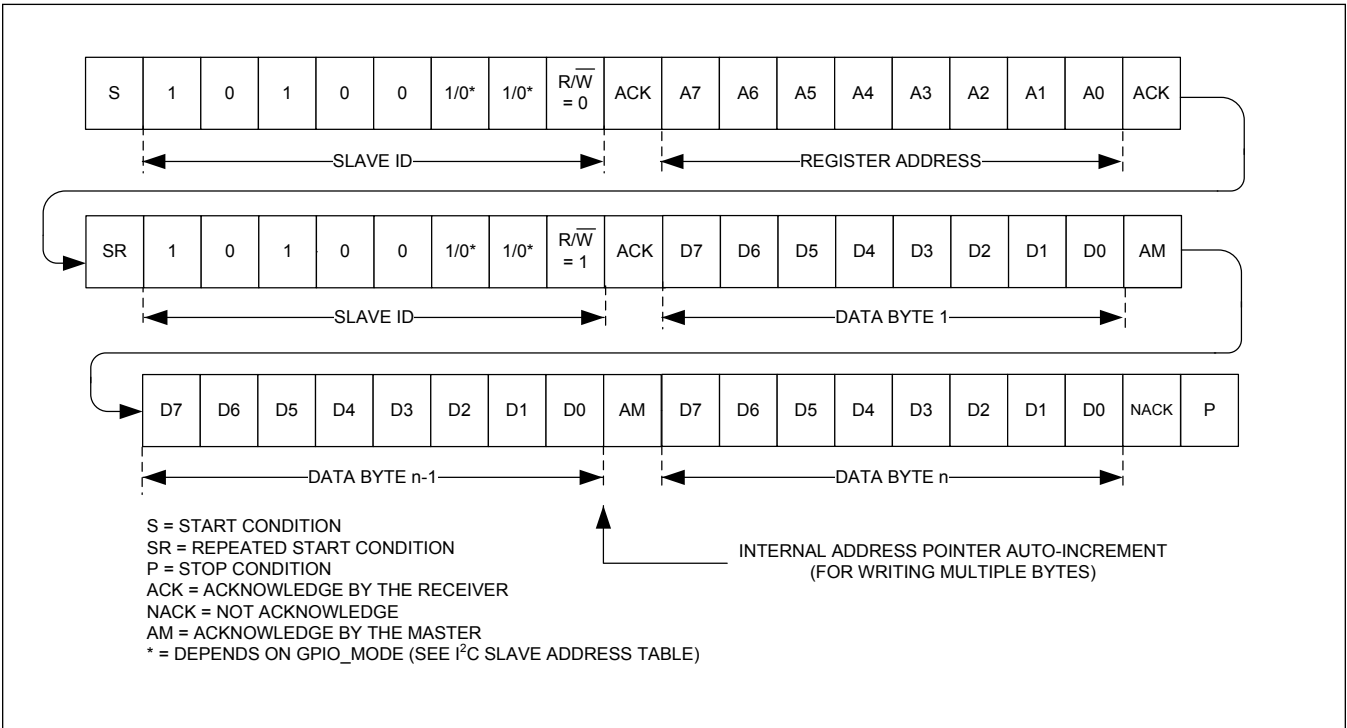 S 1 0 1 0 0 1/0* 1/0* R/W̅ = 0 ACK A7 A6 A5 A4 A3 A2 A1 A0 ACK
SLAVE ID REGISTER ADDRESS
SR 1 0 1 0 0 1/0* 1/0* R/W̅ = 1 ACK D7 D6 D5 D4 D3 D2 D1 D0 AM
SLAVE ID DATA BYTE 1
D7 D6 D5 D4 D3 D2 D1 D0 AM D7 D6 D5 D4 D3 D2 D1 D0 NACK P
DATA BYTE n-1 DATA BYTE n
S = START CONDITION
SR = REPEATED START CONDITION
P = STOP CONDITION
ACK = ACKNOWLEDGE BY THE RECEIVER
NACK = NOT ACKNOWLEDGE
AM = ACKNOWLEDGE BY THE MASTER
* = DEPENDS ON GPIO_MODE (SEE I²C SLAVE ADDRESS TABLE)
INTERNAL ADDRESS POINTER AUTO-INCREMENT
(FOR WRITING MULTIPLE BYTES)